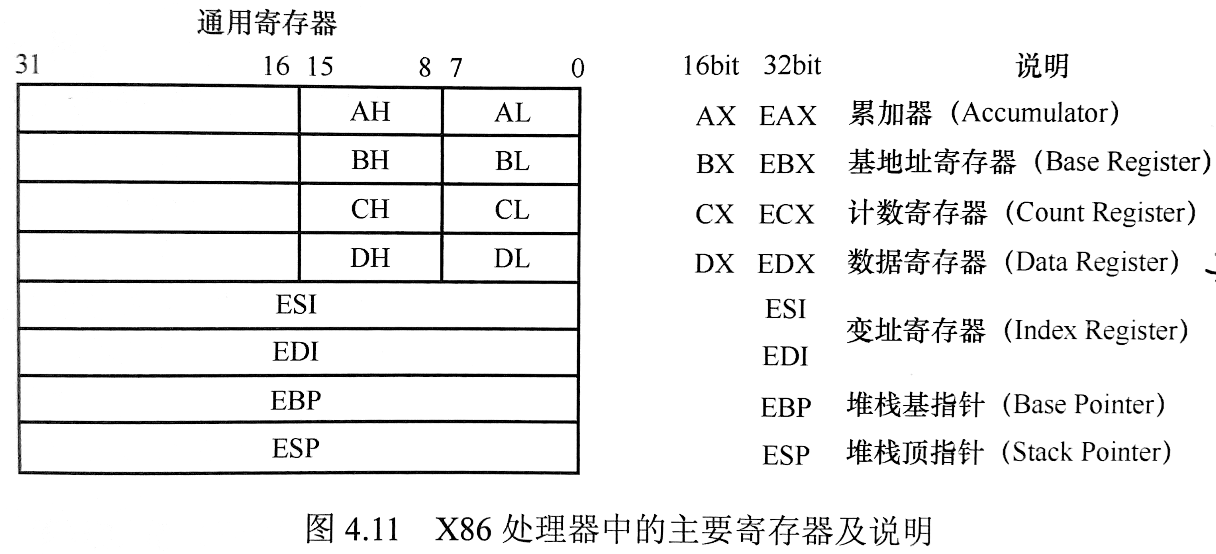 通用寄存器
31 16 15 8 7 0 16bit 32bit 说明
AH AL AX EAX 累加器（Accumulator）
BH BL BX EBX 基地址寄存器（Base Register）
CH CL CX ECX 计数寄存器（Count Register）
DH DL DX EDX 数据寄存器（Data Register）
ESI ESI
变址寄存器（Index Register）
EDI EDI
EBP EBP 堆栈基指针（Base Pointer）
ESP ESP 堆栈顶指针（Stack Pointer）
图 4.11 X86 处理器中的主要寄存器及说明